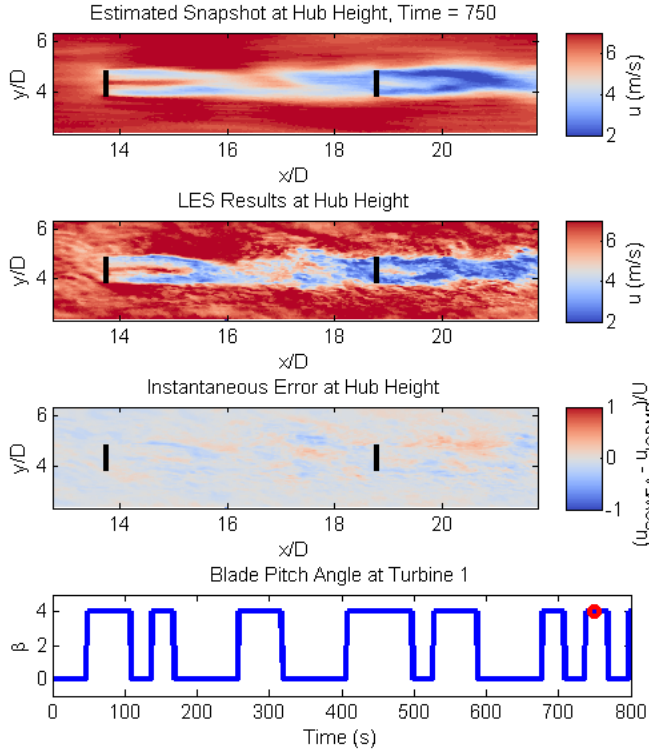 Estimated Snapshot at Hub Height, Time = 750
6
4
y/D
14 16 18 20
x/D
6
4
2
u (m/s)
LES Results at Hub Height
6
4
y/D
14 16 18 20
x/D
6
4
2
u (m/s)
Instantaneous Error at Hub Height
6
4
y/D
14 16 18 20
x/D
1
0
-1
Blade Pitch Angle at Turbine 1
4
2
0
β
0 100 200 300 400 500 600 700 800
Time (s)